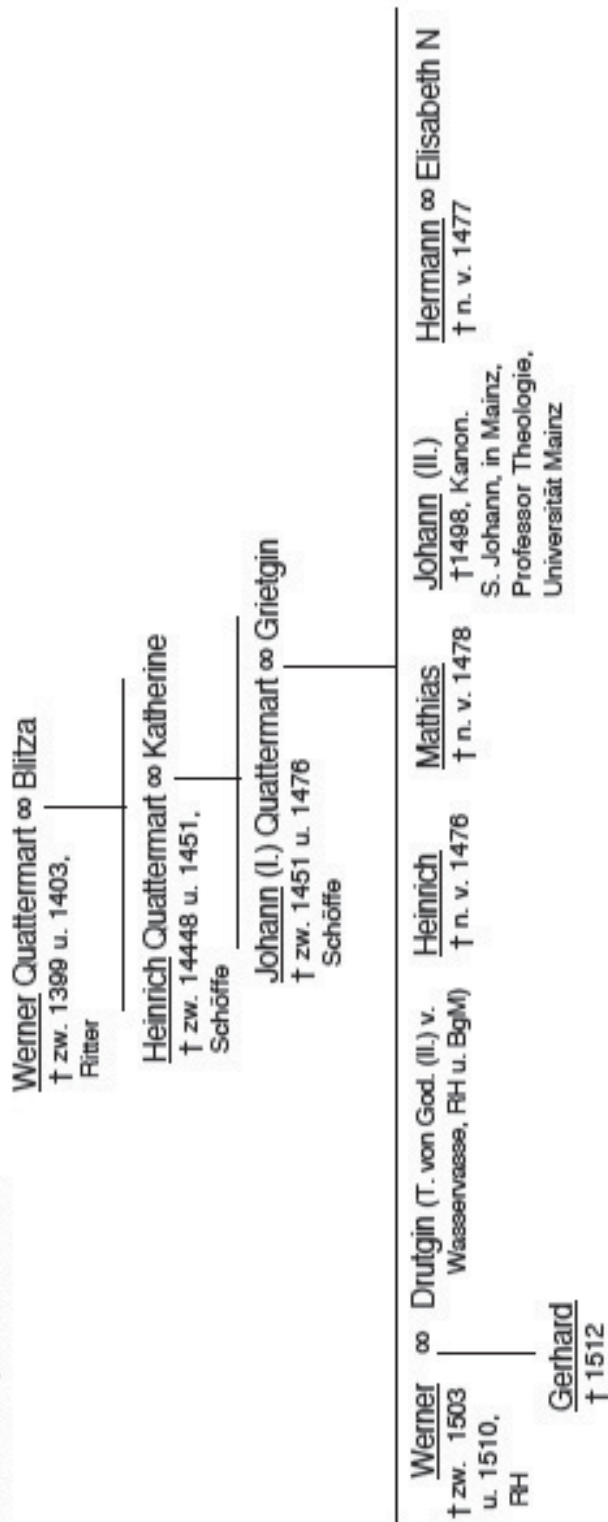 Werner Quattermart ∞ Blitza
† zw. 1399 u. 1403,
Ritter
Heinrich Quattermart ∞ Katherine
† zw. 14448 u. 1451,
Schöffe
Johann (I.) Quattermart ∞ Grietgin
† zw. 1451 u. 1476
Schöffe
Werner ∞ Drutgin (T. von God. (II.) v.
Wasservasse, RH u. BgM)
† zw. 1503
u. 1510,
RH
Gerhard
† 1512
Heinrich
† n. v. 1476
Mathias
† n. v. 1478
Johann (II.)
†1498, Kanon.
S. Johann, in Mainz,
Professor Theologie,
Universität Mainz
Hermann ∞ Elisabeth N
† n. v. 1477